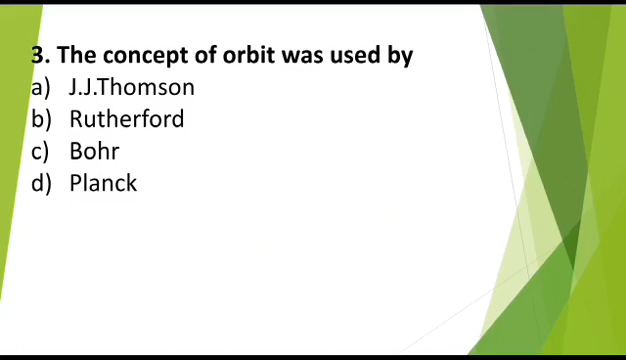 3. The concept of orbit was used by
a) J.J.Thomson
b) Rutherford
c) Bohr
d) Planck